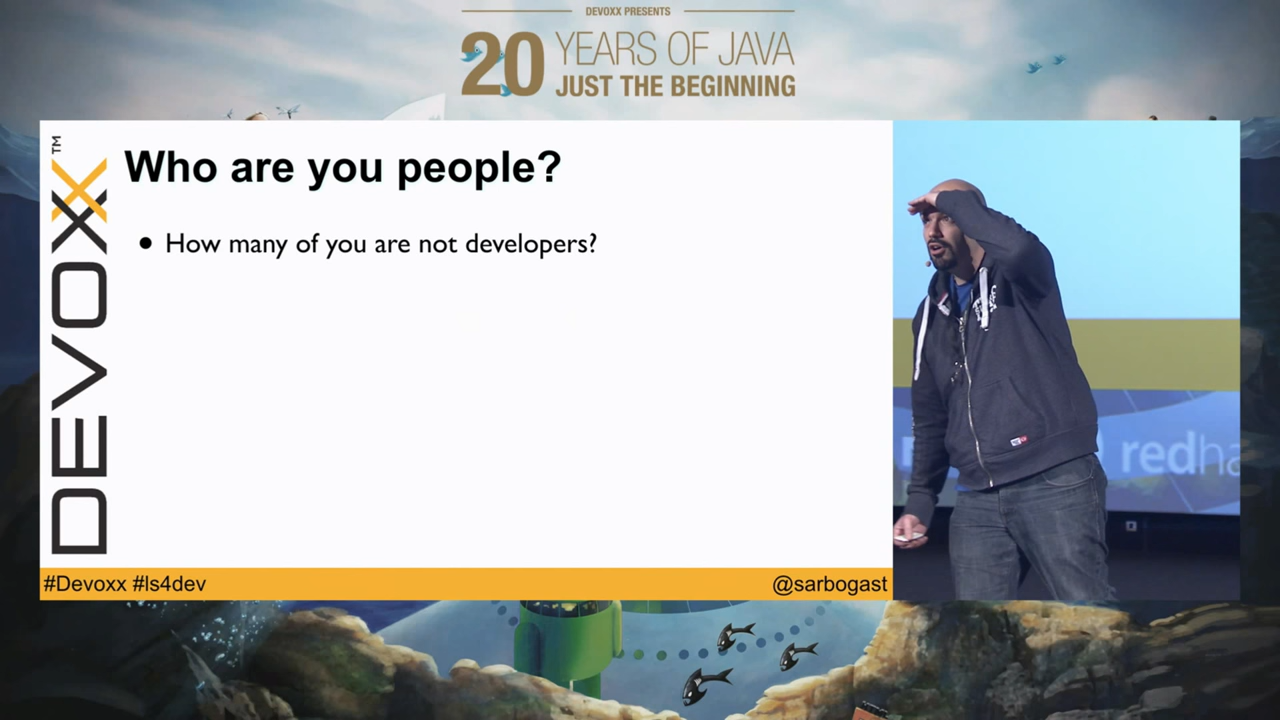 DEVOXX PRESENTS
20 YEARS OF JAVA
JUST THE BEGINNING
DEVOXX™
Who are you people?
● How many of you are not developers?
redha
#Devoxx #ls4dev
@sarbogast